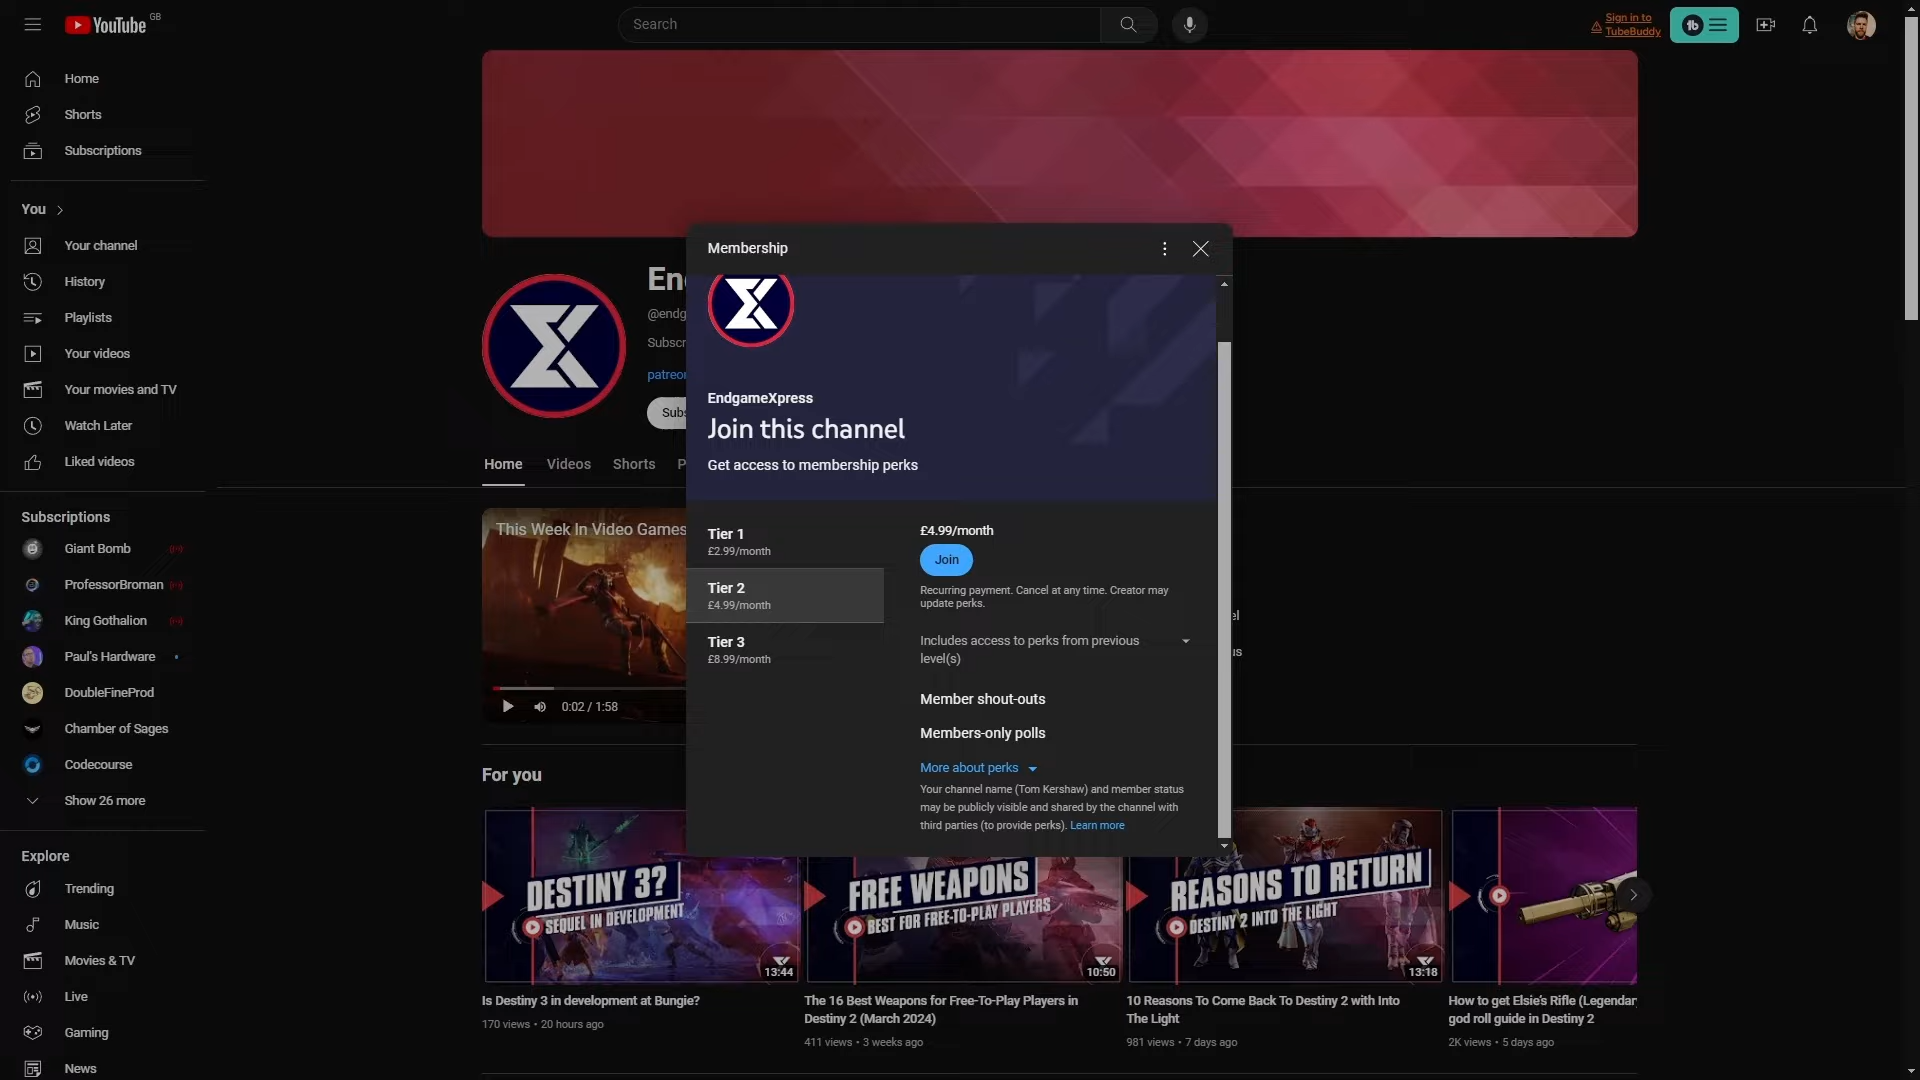 YouTube GB
Search
Sign in to
TubeBuddy
Home
Shorts
Subscriptions
You
Your channel
History
Playlists
Your videos
Your movies and TV
Watch Later
Liked videos
Subscriptions
Giant Bomb
ProfessorBroman
King Gothalion
Paul's Hardware
DoubleFineProd
Chamber of Sages
Codecourse
Show 26 more
Explore
Trending
Music
Movies & TV
Live
Gaming
News
En
@endg
Subscr
patreon
Subs
Home Videos Shorts P
This Week In Video Games
0:02 / 1:58
Membership
EndgameXpress
Join this channel
Get access to membership perks
Tier 1
£2.99/month
Tier 2
£4.99/month
Tier 3
£8.99/month
£4.99/month
Join
Recurring payment. Cancel at any time. Creator may
update perks.
Includes access to perks from previous
level(s)
Member shout-outs
Members-only polls
More about perks
Your channel name (Tom Kershaw) and member status
may be publicly visible and shared by the channel with
third parties (to provide perks). Learn more
el
us
For you
DESTINY 3?
SEQUEL IN DEVELOPMENT
13:44
Is Destiny 3 in development at Bungie?
170 views • 20 hours ago
FREE WEAPONS
BEST FOR FREE-TO-PLAY PLAYERS
10:50
The 16 Best Weapons for Free-To-Play Players in
Destiny 2 (March 2024)
411 views • 3 weeks ago
REASONS TO RETURN
DESTINY 2 INTO THE LIGHT
13:18
10 Reasons To Come Back To Destiny 2 with Into
The Light
981 views • 7 days ago
How to get Elsie's Rifle (Legendar
god roll guide in Destiny 2
2K views • 5 days ago